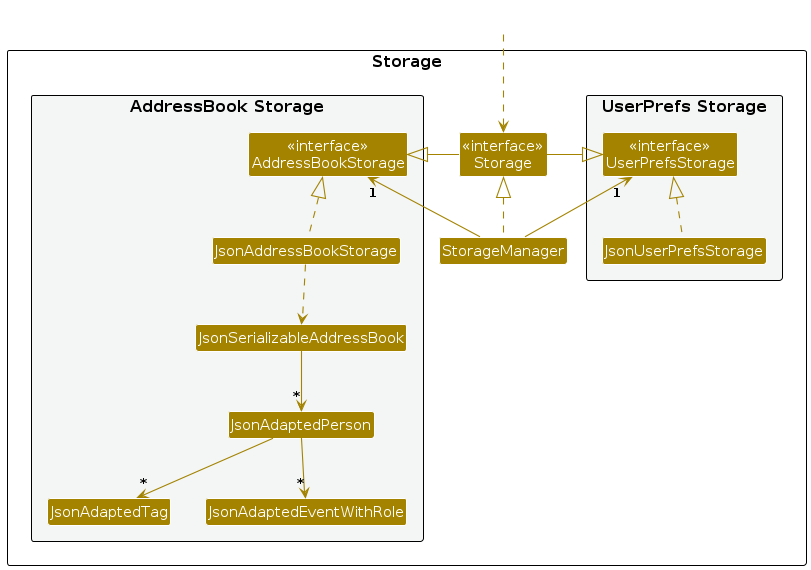 Storage
AddressBook Storage
UserPrefs Storage
«interface»
AddressBookStorage
«interface»
Storage
«interface»
UserPrefsStorage
1
1
JsonAddressBookStorage
StorageManager
JsonUserPrefsStorage
JsonSerializableAddressBook
*
JsonAdaptedPerson
*
*
JsonAdaptedTag
JsonAdaptedEventWithRole